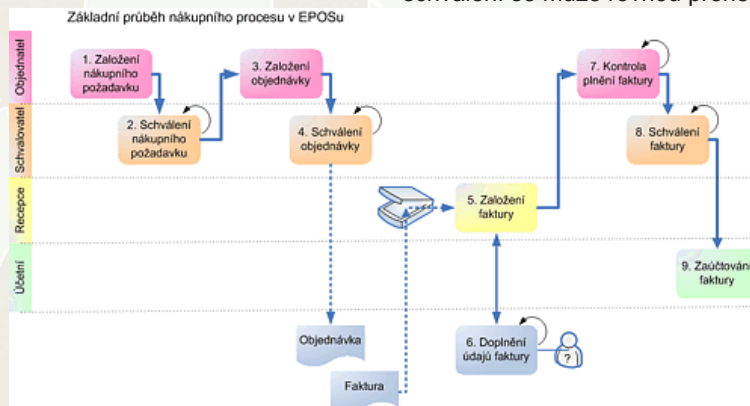 Základní průběh nákupního procesu v EPOSu
Objednatel
1. Založení
nákupního
požadavku
3. Založení
objednávky
7. Kontrola
plnění faktury
Schvalovatel
2. Schválení
nákupního
požadavku
4. Schválení
objednávky
8. Schválení
faktury
Recepce
5. Založení
faktury
Účetní
9. Zaúčtování
faktury
Objednávka
6. Doplnění
údajů faktury
?
Faktura